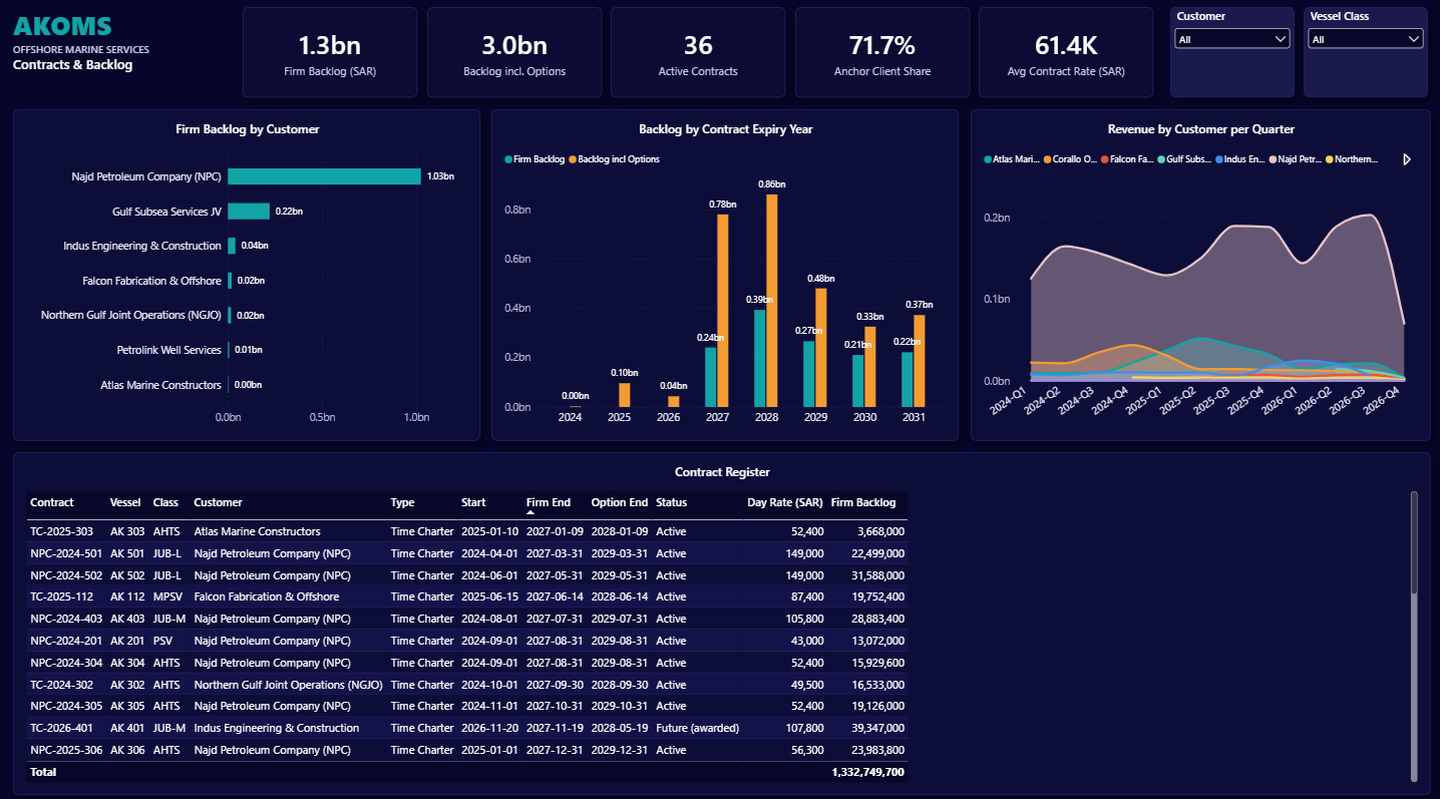 AKOMS
OFFSHORE MARINE SERVICES
Contracts & Backlog
1.3bn
Firm Backlog (SAR)
3.0bn
Backlog incl. Options
36
Active Contracts
71.7%
Anchor Client Share
61.4K
Avg Contract Rate (SAR)
Customer
All
Vessel Class
All
Firm Backlog by Customer
Najd Petroleum Company (NPC) 1.03bn
Gulf Subsea Services JV 0.22bn
Indus Engineering & Construction 0.04bn
Falcon Fabrication & Offshore 0.02bn
Northern Gulf Joint Operations (NGJO) 0.02bn
Petrolink Well Services 0.01bn
Atlas Marine Constructors 0.00bn
0.0bn 0.5bn 1.0bn
Backlog by Contract Expiry Year
Firm Backlog Backlog incl Options
0.8bn
0.6bn
0.4bn
0.2bn
0.0bn
0.00bn
0.10bn
0.04bn
0.24bn 0.78bn
0.39bn 0.86bn
0.27bn 0.48bn
0.21bn 0.33bn
0.22bn 0.37bn
2024 2025 2026 2027 2028 2029 2030 2031
Revenue by Customer per Quarter
Atlas Mari... Corallo O... Falcon Fa... Gulf Subs... Indus En... Najd Petr... Northern...
0.2bn
0.1bn
0.0bn
2024-Q1 2024-Q2 2024-Q3 2024-Q4 2025-Q1 2025-Q2 2025-Q3 2025-Q4 2026-Q1 2026-Q2 2026-Q3 2026-Q4
Contract Register
Contract Vessel Class Customer Type Start Firm End Option End Status Day Rate (SAR) Firm Backlog
TC-2025-303 AK 303 AHTS Atlas Marine Constructors Time Charter 2025-01-10 2027-01-09 2028-01-09 Active 52,400 3,668,000
NPC-2024-501 AK 501 JUB-L Najd Petroleum Company (NPC) Time Charter 2024-04-01 2027-03-31 2029-03-31 Active 149,000 22,499,000
NPC-2024-502 AK 502 JUB-L Najd Petroleum Company (NPC) Time Charter 2024-06-01 2027-05-31 2029-05-31 Active 149,000 31,588,000
TC-2025-112 AK 112 MPSV Falcon Fabrication & Offshore Time Charter 2025-06-15 2027-06-14 2028-06-14 Active 87,400 19,752,400
NPC-2024-403 AK 403 JUB-M Najd Petroleum Company (NPC) Time Charter 2024-08-01 2027-07-31 2029-07-31 Active 105,800 28,883,400
NPC-2024-201 AK 201 PSV Najd Petroleum Company (NPC) Time Charter 2024-09-01 2027-08-31 2029-08-31 Active 43,000 13,072,000
NPC-2024-304 AK 304 AHTS Najd Petroleum Company (NPC) Time Charter 2024-09-01 2027-08-31 2029-08-31 Active 52,400 15,929,600
TC-2024-302 AK 302 AHTS Northern Gulf Joint Operations (NGJO) Time Charter 2024-10-01 2027-09-30 2028-09-30 Active 49,500 16,533,000
NPC-2024-305 AK 305 AHTS Najd Petroleum Company (NPC) Time Charter 2024-11-01 2027-10-31 2029-10-31 Active 52,400 19,126,000
TC-2026-401 AK 401 JUB-M Indus Engineering & Construction Time Charter 2026-11-20 2027-11-19 2028-05-19 Future (awarded) 107,800 39,347,000
NPC-2025-306 AK 306 AHTS Najd Petroleum Company (NPC) Time Charter 2025-01-01 2027-12-31 2029-12-31 Active 56,300 23,983,800
Total 1,332,749,700